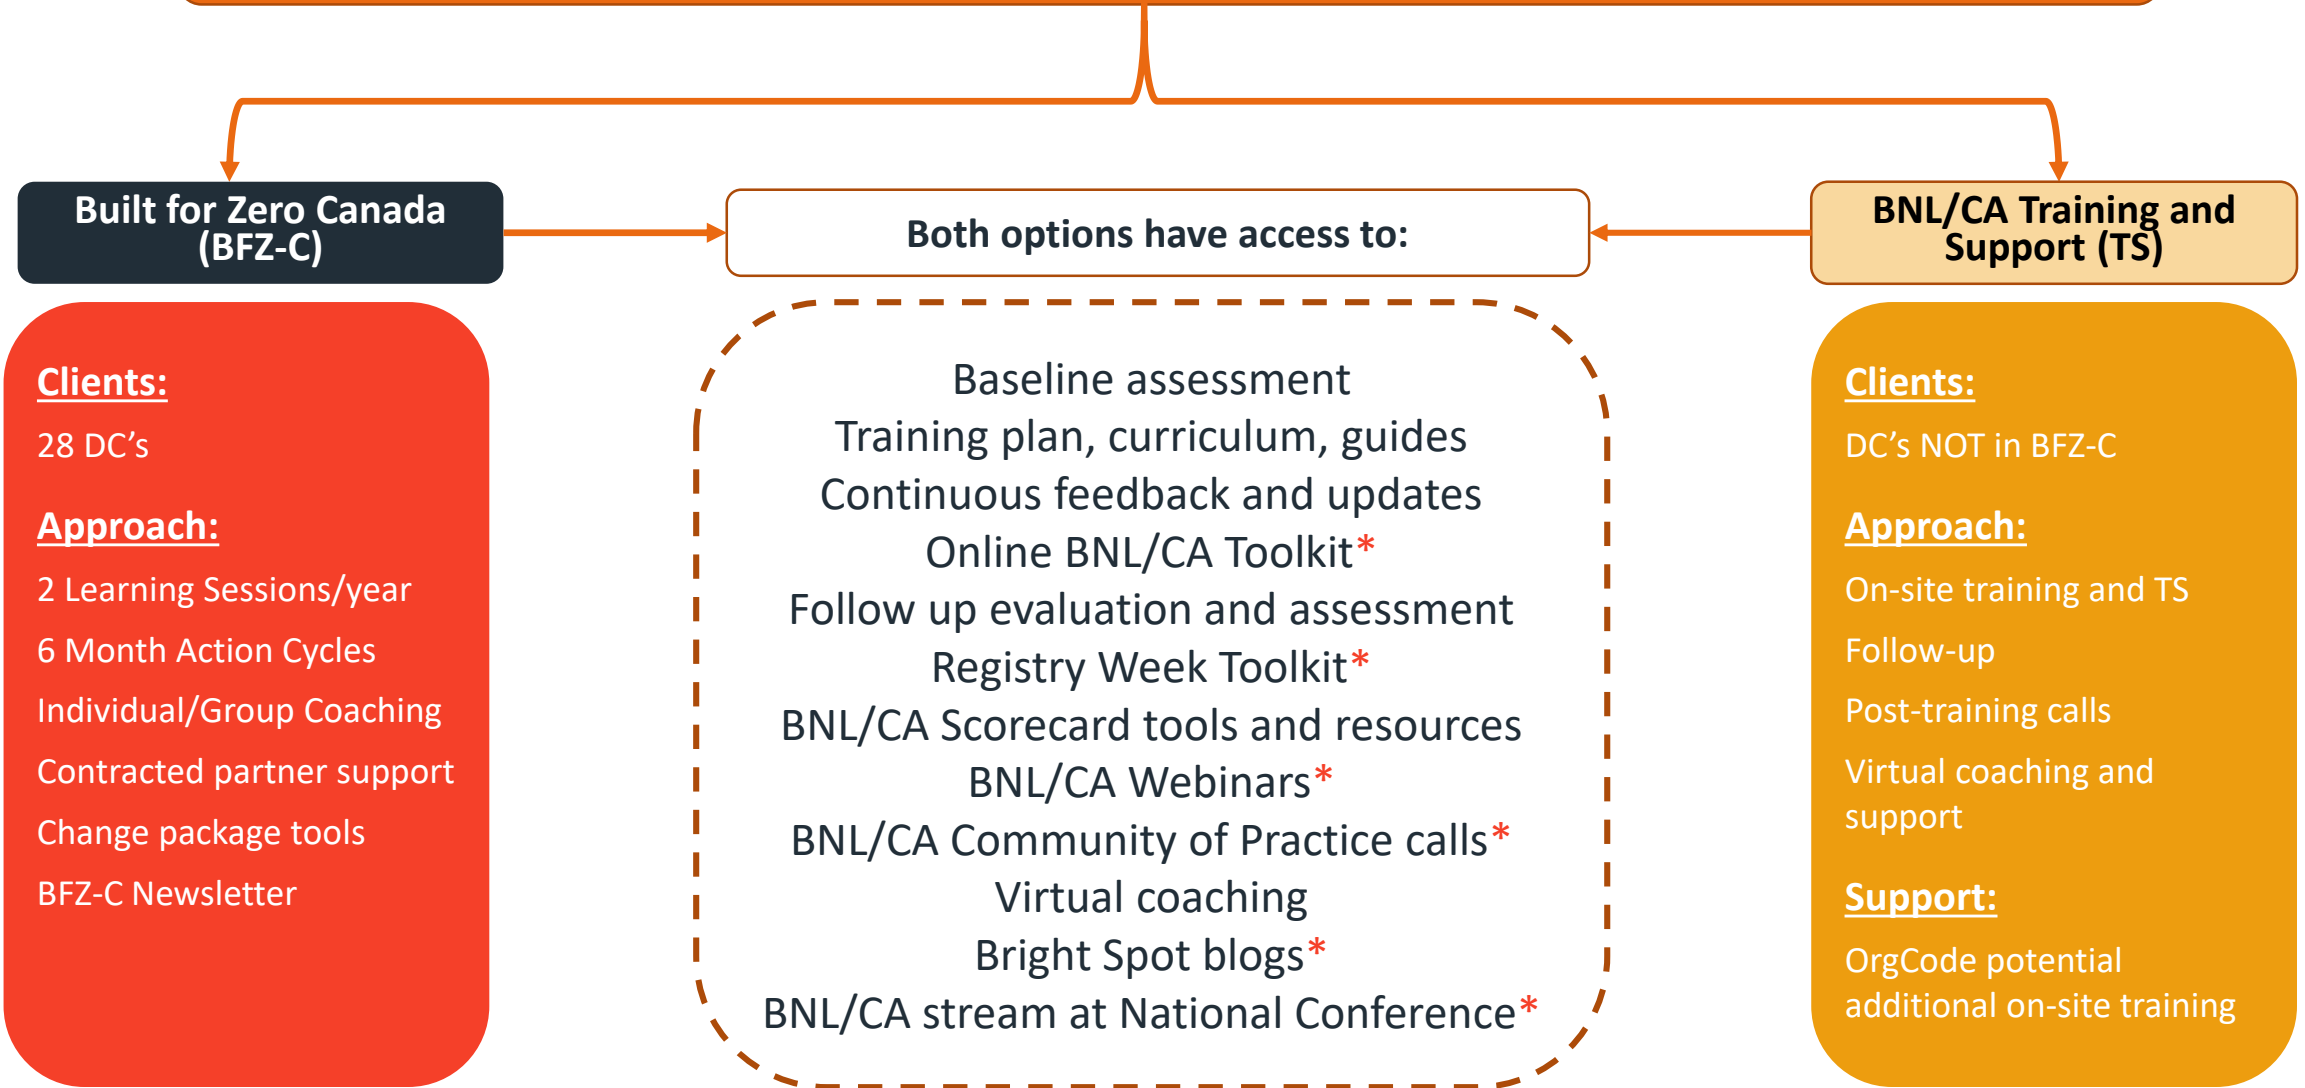 Built for Zero Canada
(BFZ-C)
Clients:
28 DC’s
Approach:
2 Learning Sessions/year
6 Month Action Cycles
Individual/Group Coaching
Contracted partner support
Change package tools
BFZ-C Newsletter
Both options have access to:
Baseline assessment
Training plan, curriculum, guides
Continuous feedback and updates
Online BNL/CA Toolkit*
Follow up evaluation and assessment
Registry Week Toolkit*
BNL/CA Scorecard tools and resources
BNL/CA Webinars*
BNL/CA Community of Practice calls*
Virtual coaching
Bright Spot blogs*
BNL/CA stream at National Conference*
BNL/CA Training and
Support (TS)
Clients:
DC’s NOT in BFZ-C
Approach:
On-site training and TS
Follow-up
Post-training calls
Virtual coaching and
support
Support:
OrgCode potential
additional on-site training